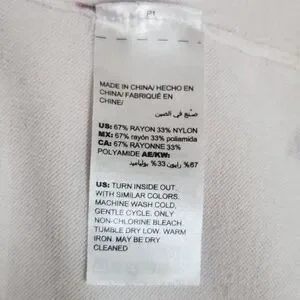 MADE IN CHINA/ HECHO EN
CHINA/ FABRIQUÉ EN
CHINE/
صنع في الصين
US: 67% RAYON 33% NYLON
MX: 67% rayón 33% poliamida
CA: 67% RAYONNE 33%
POLYAMIDE AE/KW:
67% رايون 33% بولياميد
US: TURN INSIDE OUT.
WITH SIMILAR COLORS.
MACHINE WASH COLD,
GENTLE CYCLE. ONLY
NON-CHLORINE BLEACH.
TUMBLE DRY LOW. WARM
IRON. MAY BE DRY
CLEANED